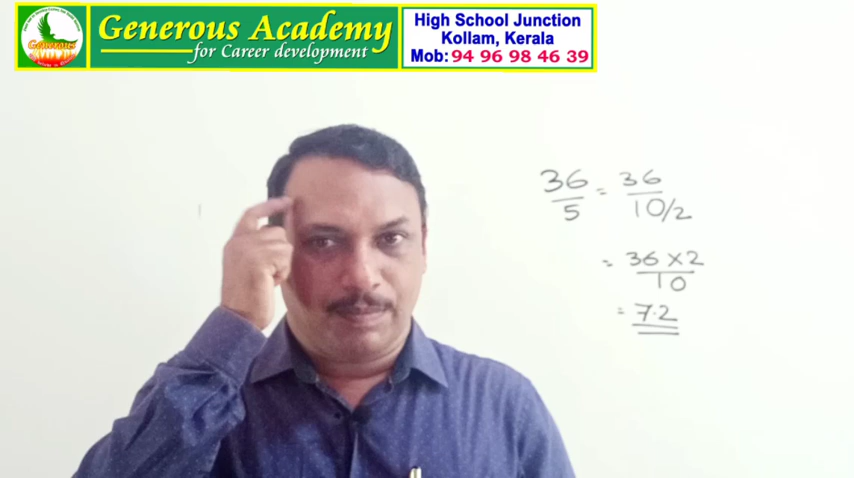 Generous Academy
for Career development
High School Junction
Kollam, Kerala
Mob: 94 96 98 46 39
Generous
36/5 = 36/10/2
= 36 × 2/10
= 7.2